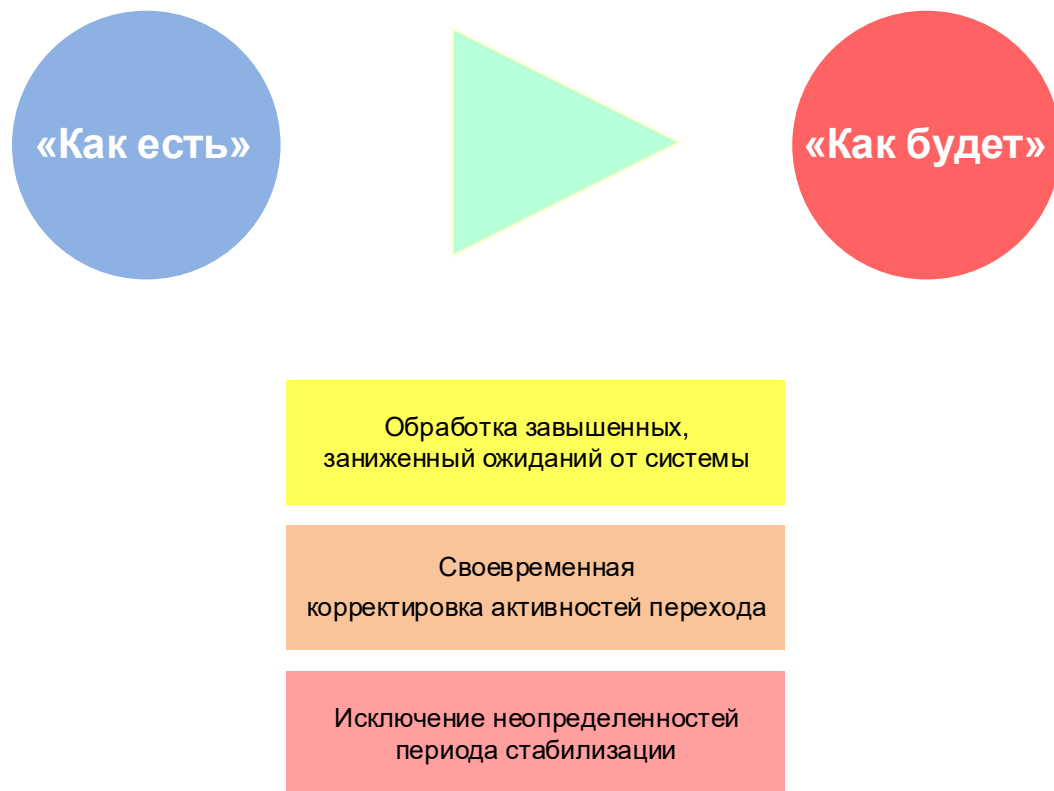 «Как есть»
«Как будет»
Обработка завышенных,
заниженный ожиданий от системы
Своевременная
корректировка активностей перехода
Исключение неопределенностей
периода стабилизации